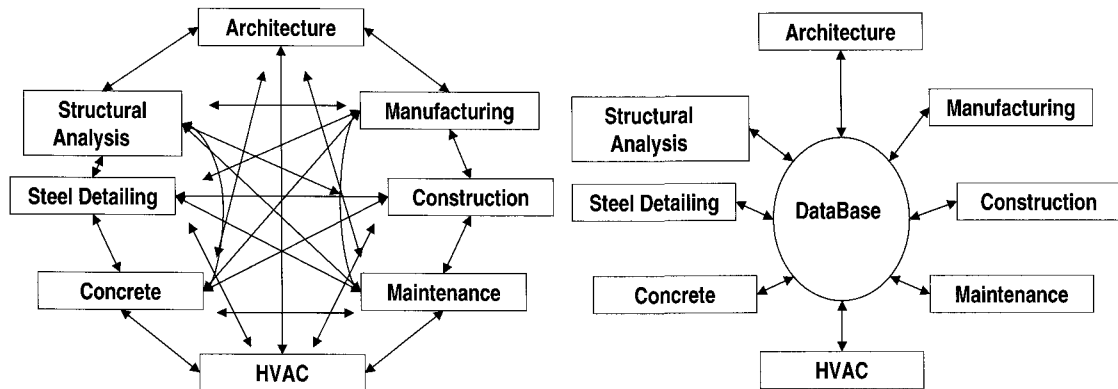 Architecture
Structural
Analysis
Manufacturing
Steel Detailing
Construction
Concrete
Maintenance
HVAC
Architecture
Structural
Analysis
Manufacturing
Steel Detailing
DataBase
Construction
Concrete
Maintenance
HVAC